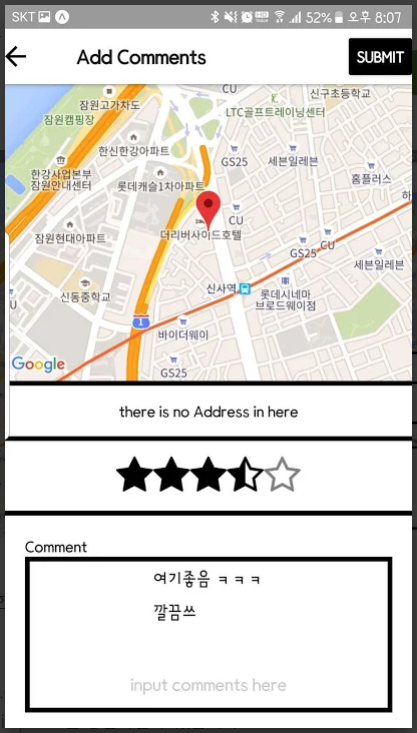 SKT 52% 오후 8:07
Add Comments
SUBMIT
CU
신구초등학교
잠원고가차도
잠원캠핑장
LTC골프트레이닝센터
한신한강아파트
GS25
세븐일레븐
한강사업본부
잠원안내센터
롯데캐슬1차아파트
홈플러스
하
CU
잠원현대아파트
더리버사이드호텔
CU
GS25
세븐일레븐
신사역
신동중학교
롯데시네마
브로드웨이점
U
1
바이더웨이
Google
GS25
there is no Address in here
Comment
여기좋음 ㅋㅋㅋ
깔끔쓰
input comments here